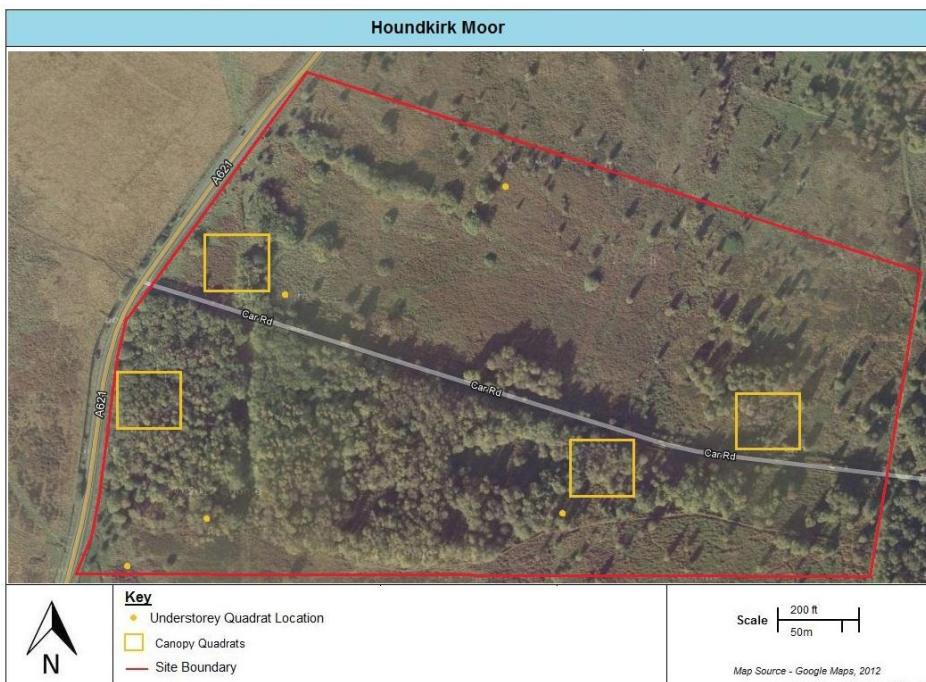 Houndkirk Moor
A621
Car Rd
Car Rd
A621
Car Rd
Key
Understorey Quadrat Location
Canopy Quadrats
Site Boundary
N
Scale
200 ft
50m
Map Source - Google Maps, 2012